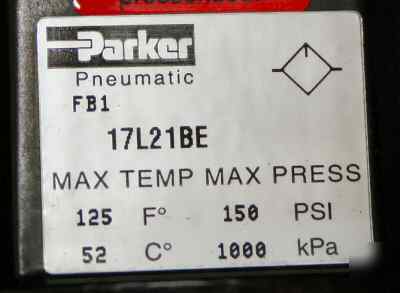 Parker
Pneumatic
FB1
17L21BE
MAX TEMP MAX PRESS
125 F° 150 PSI
52 C° 1000 kPa